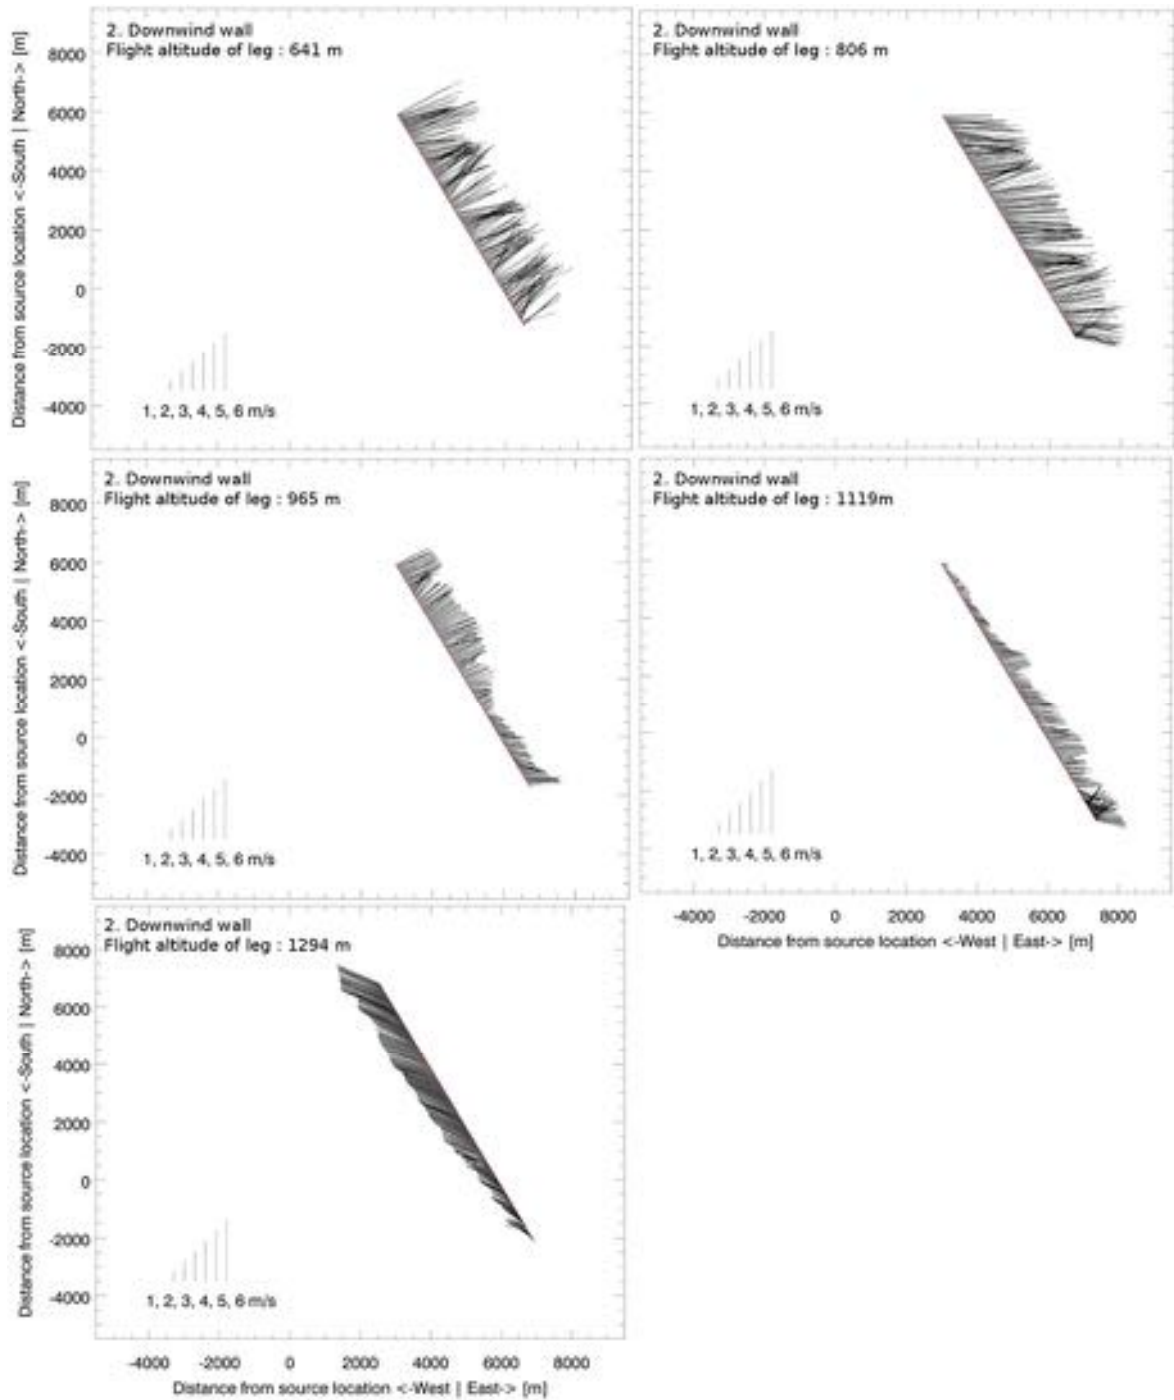 2. Downwind wall
Flight altitude of leg : 641 m
Distance from source location <-South | North-> [m]
8000
6000
4000
2000
0
-2000
-4000
1, 2, 3, 4, 5, 6 m/s
2. Downwind wall
Flight altitude of leg : 806 m
1, 2, 3, 4, 5, 6 m/s
2. Downwind wall
Flight altitude of leg : 965 m
Distance from source location <-South | North-> [m]
8000
6000
4000
2000
0
-2000
-4000
1, 2, 3, 4, 5, 6 m/s
2. Downwind wall
Flight altitude of leg : 1119m
1, 2, 3, 4, 5, 6 m/s
-4000 -2000 0 2000 4000 6000 8000
Distance from source location <-West | East-> [m]
2. Downwind wall
Flight altitude of leg : 1294 m
Distance from source location <-South | North-> [m]
8000
6000
4000
2000
0
-2000
-4000
1, 2, 3, 4, 5, 6 m/s
-4000 -2000 0 2000 4000 6000 8000
Distance from source location <-West | East-> [m]